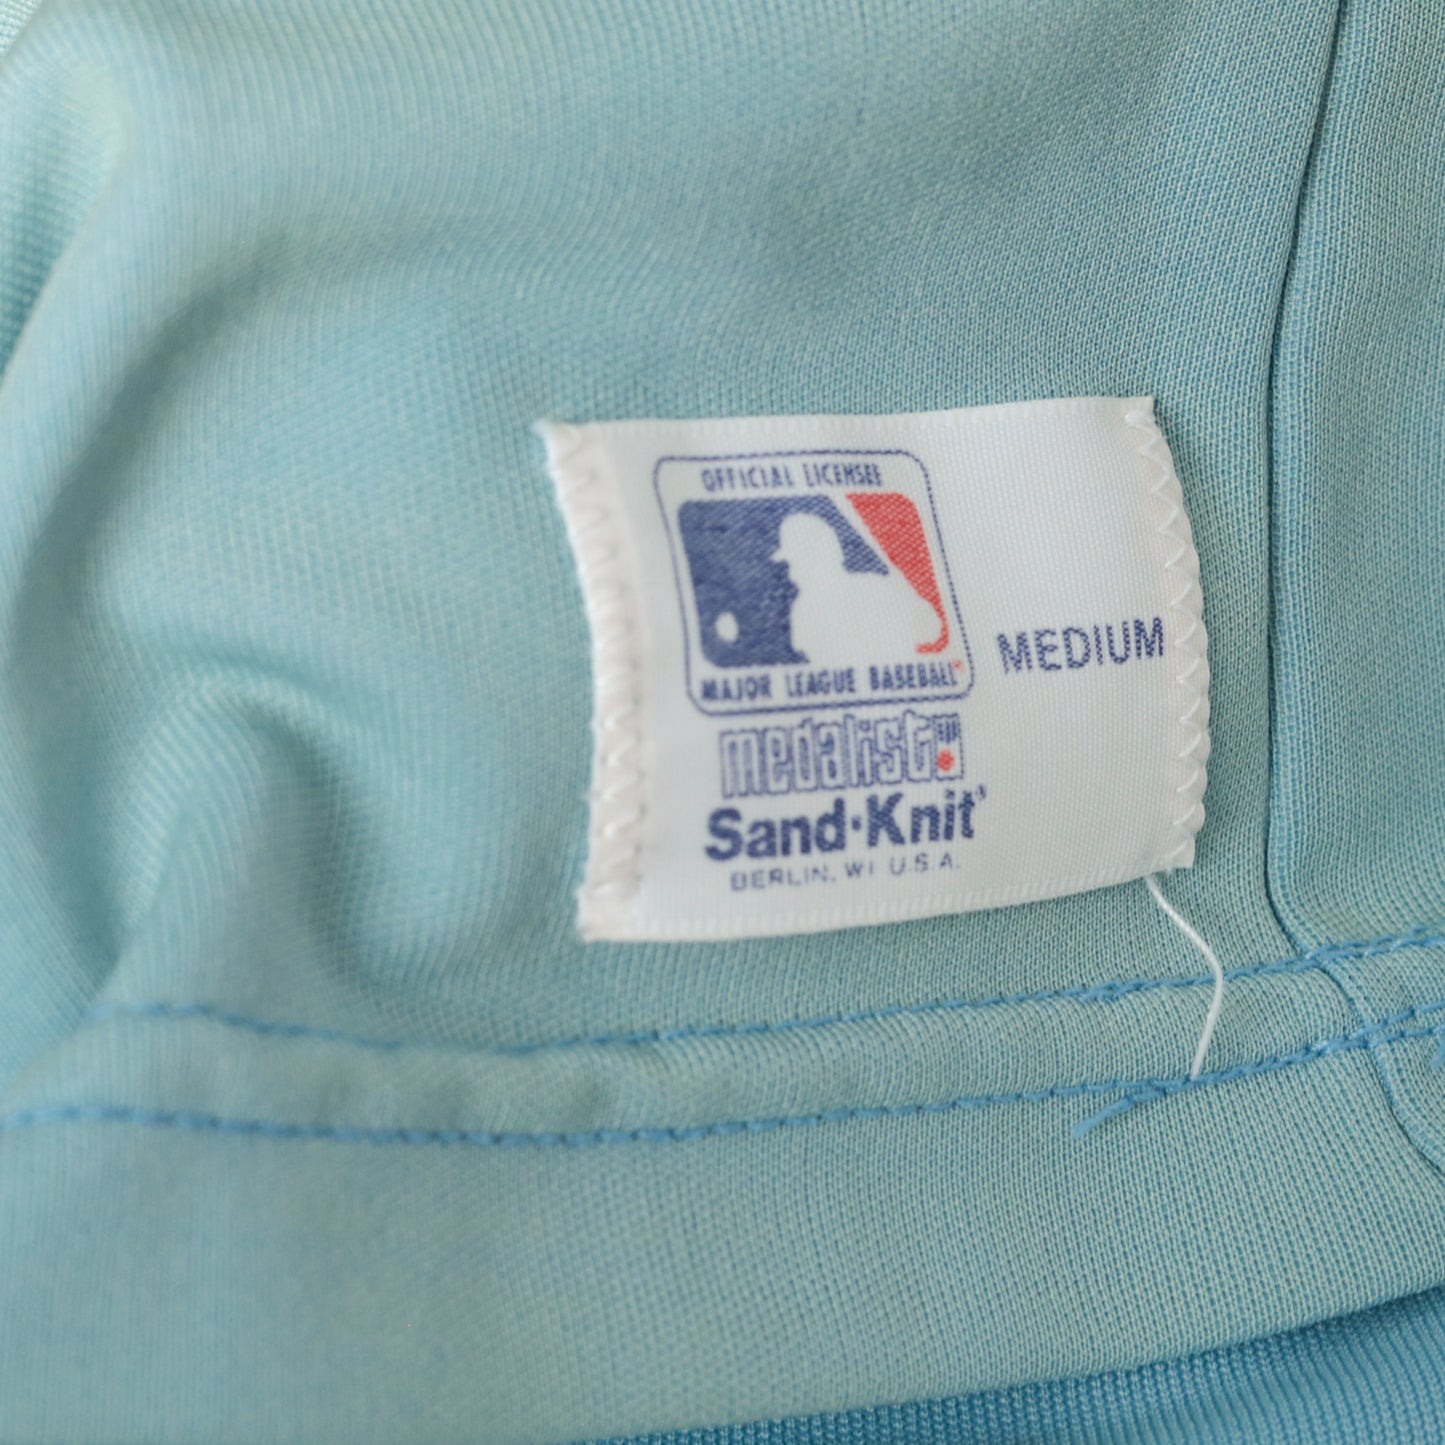 OFFICIAL LICENSEE
MAJOR LEAGUE BASEBALL
MEDIUM
medalist
Sand·Knit
BERLIN, WI U.S.A.